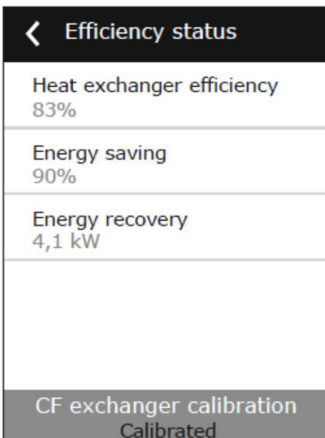 Efficiency status
Heat exchanger efficiency
83%
Energy saving
90%
Energy recovery
4,1 kW
CF exchanger calibration
Calibrated